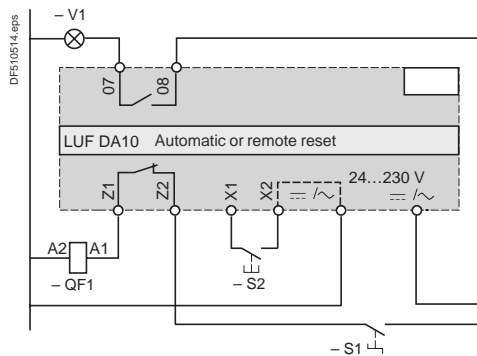 DF510514.eps
– V1
07
08
LUF DA10 Automatic or remote reset
Z1
Z2
X1
X2
24...230 V
A2
A1
– QF1
– S2
– S1